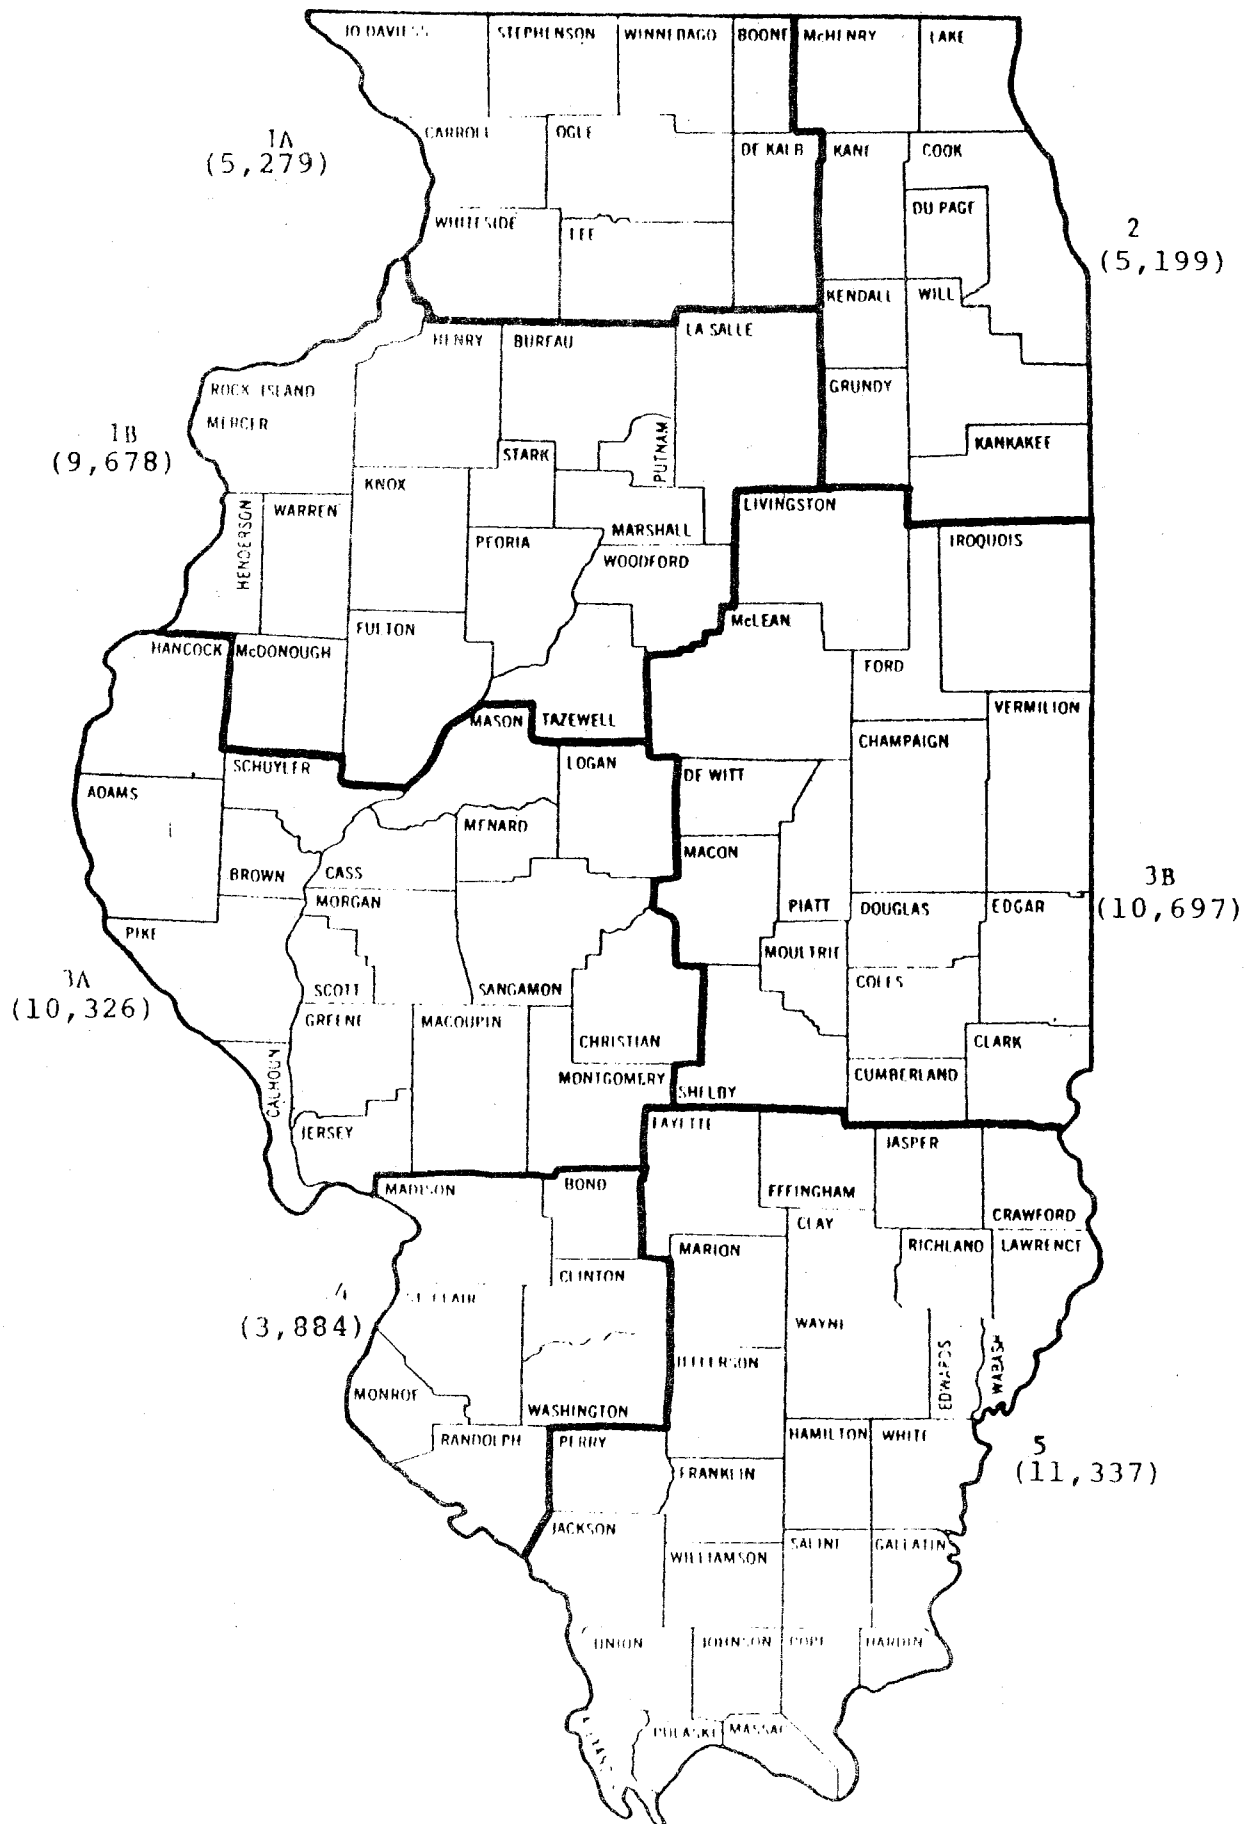 JO DAVIESS STEPHENSON WINNEBAGO BOONE McHENRY LAKE
1A
(5,279)
CARROLL OGLE DE KALB KANE COOK
DU PAGE
WHITESIDE LEE
2
(5,199)
KENDALL WILL
HENRY BUREAU LA SALLE
ROCK ISLAND GRUNDY
MERCER
1B
(9,678)
STARK PUTNAM KANKAKEE
KNOX
HENDERSON WARREN MARSHALL LIVINGSTON
PEORIA WOODFORD IROQUOIS
FULTON McLEAN
HANCOCK McDONOUGH FORD
MASON TAZEWELL VERMILION
SCHUYLER LOGAN CHAMPAIGN
ADAMS DE WITT
MENARD MACON
BROWN CASS
3B
(10,697)
MORGAN PIATT DOUGLAS EDGAR
PIKE MOULTRIE
3A
(10,326)
SCOTT SANGAMON COLES
GREENE MACOUPIN CHRISTIAN CLARK
CALHOUN MONTGOMERY SHELBY CUMBERLAND
JERSEY FAYETTE JASPER
MADISON BOND EFFINGHAM
CLAY CRAWFORD
MARION RICHLAND LAWRENCE
CLINTON
4
(3,884)
ST. CLAIR WAYNE
JEFFERSON EDWARDS WABASH
MONROE WASHINGTON
RANDOLPH PERRY HAMILTON WHITE
5
(11,337)
FRANKLIN
JACKSON WILLIAMSON SALINE GALLATIN
UNION JOHNSON POPE HARDIN
PULASKI MASSAC